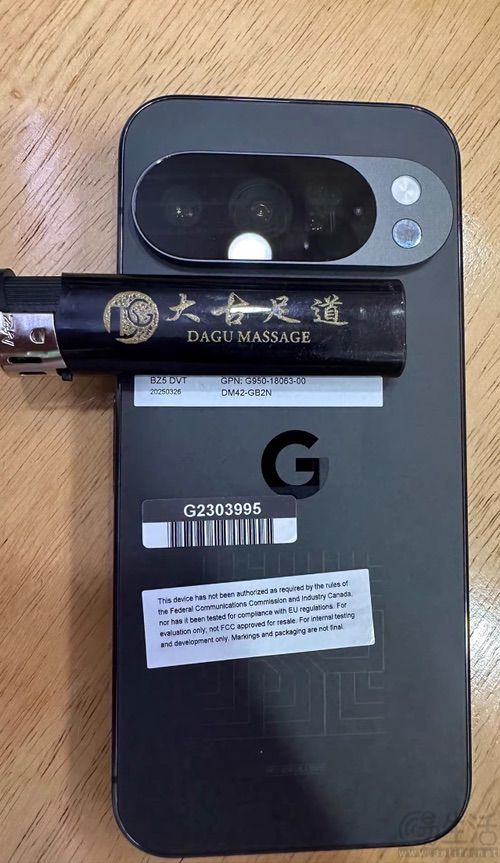 大古足道
DAGU MASSAGE
BZ5 DVT GPN: G950-18063-00
20250326 DM42-GB2N
G
G2303995
This device has not been authorized as required by the rules of
the Federal Communications Commission and Industry Canada,
nor has it been tested for compliance with EU regulations. For
evaluation only; not FCC approved for resale. For internal testing
and development only. Markings and packaging are not final.